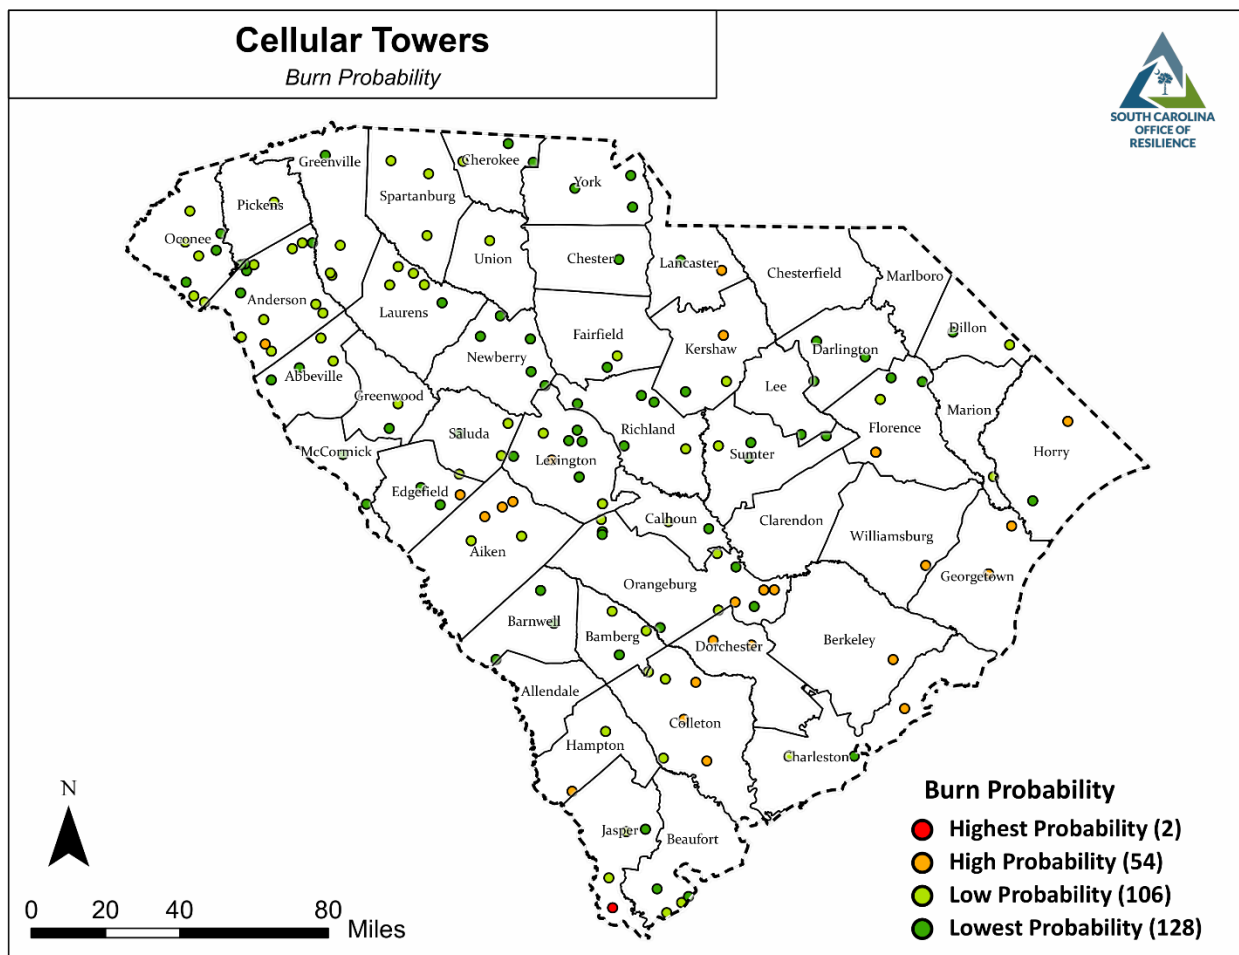 Cellular Towers
Burn Probability
SOUTH CAROLINA
OFFICE OF
RESILIENCE
Greenville
Cherokee
York
Spartanburg
Pickens
Oconee
Union
Chester
Lancaster
Chesterfield
Marlboro
Anderson
Laurens
Fairfield
Kershaw
Darlington
Dillon
Newberry
Abbeville
Lee
Greenwood
Marion
Saluda
Richland
Florence
Horry
McCormick
Lexington
Sumter
Edgefield
Calhoun
Clarendon
Williamsburg
Aiken
Orangeburg
Georgetown
Barnwell
Bamberg
Dorchester
Berkeley
Allendale
Colleton
Hampton
Charleston
Jasper
Beaufort
N
0 20 40 80 Miles
Burn Probability
Highest Probability (2)
High Probability (54)
Low Probability (106)
Lowest Probability (128)